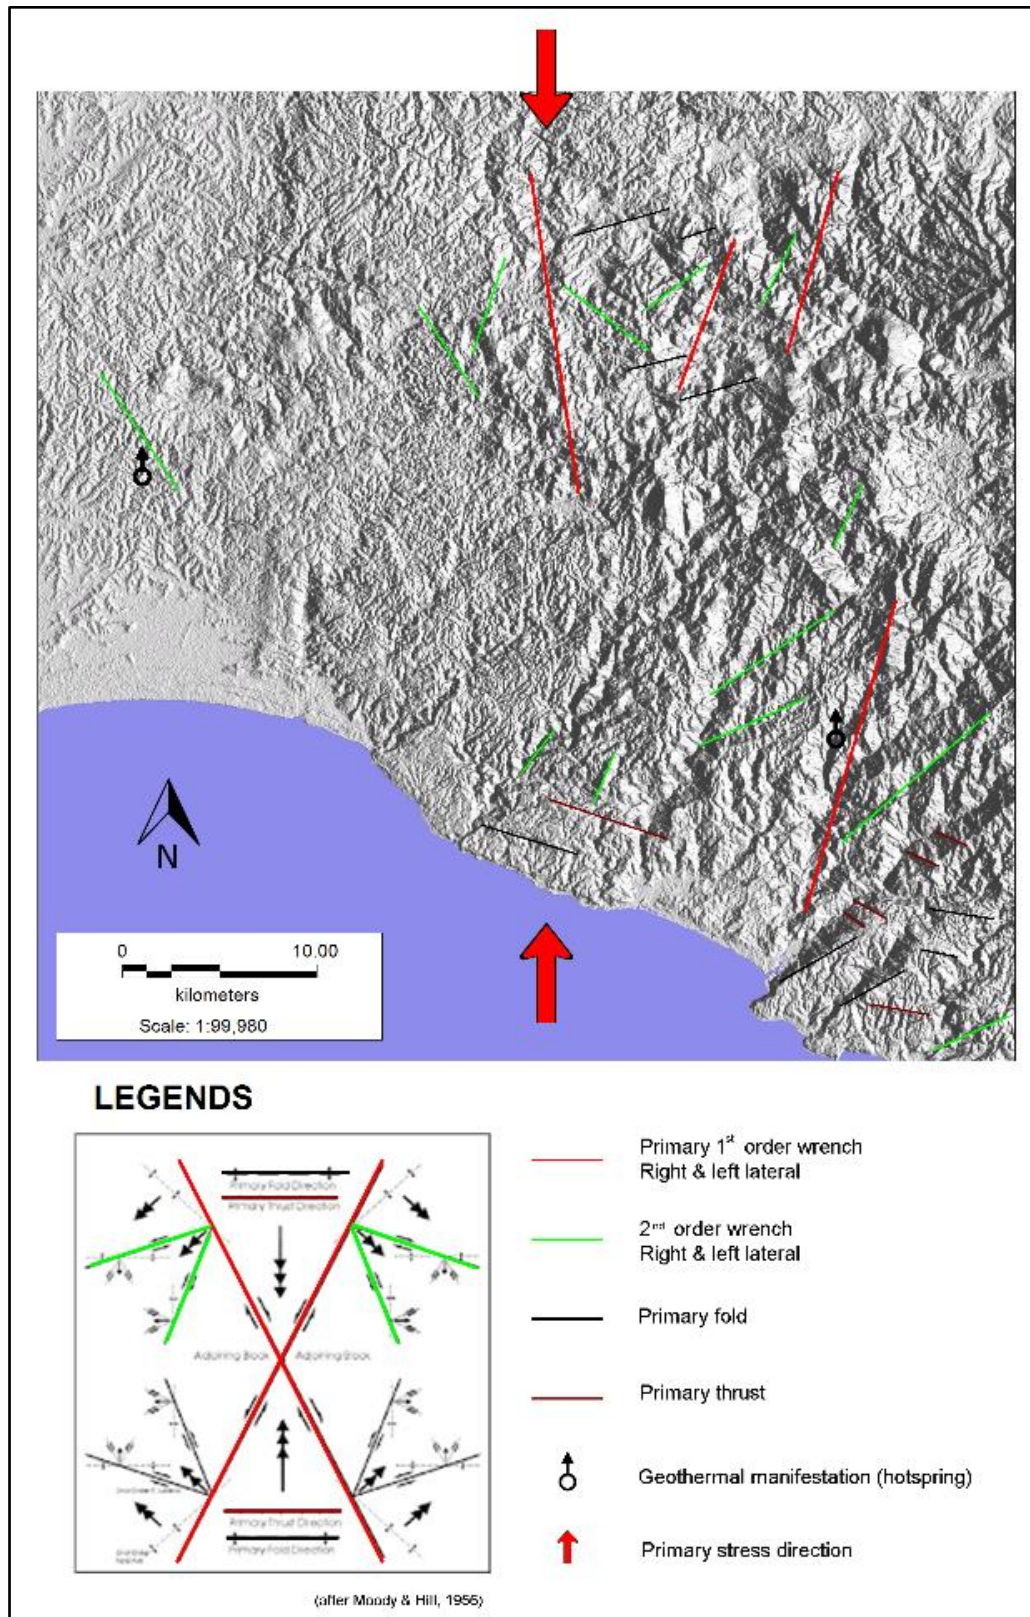 N
0 10.00
kilometers
Scale: 1:99,980
LEGENDS
Primary Fold Direction
Primary Thrust Direction
Adjoining Block Adjoining Block
Primary Thrust Direction
Primary Fold Direction
(after Moody & Hill, 1956)
Primary 1st order wrench
Right & left lateral
2nd order wrench
Right & left lateral
Primary fold
Primary thrust
Geothermal manifestation (hotspring)
Primary stress direction